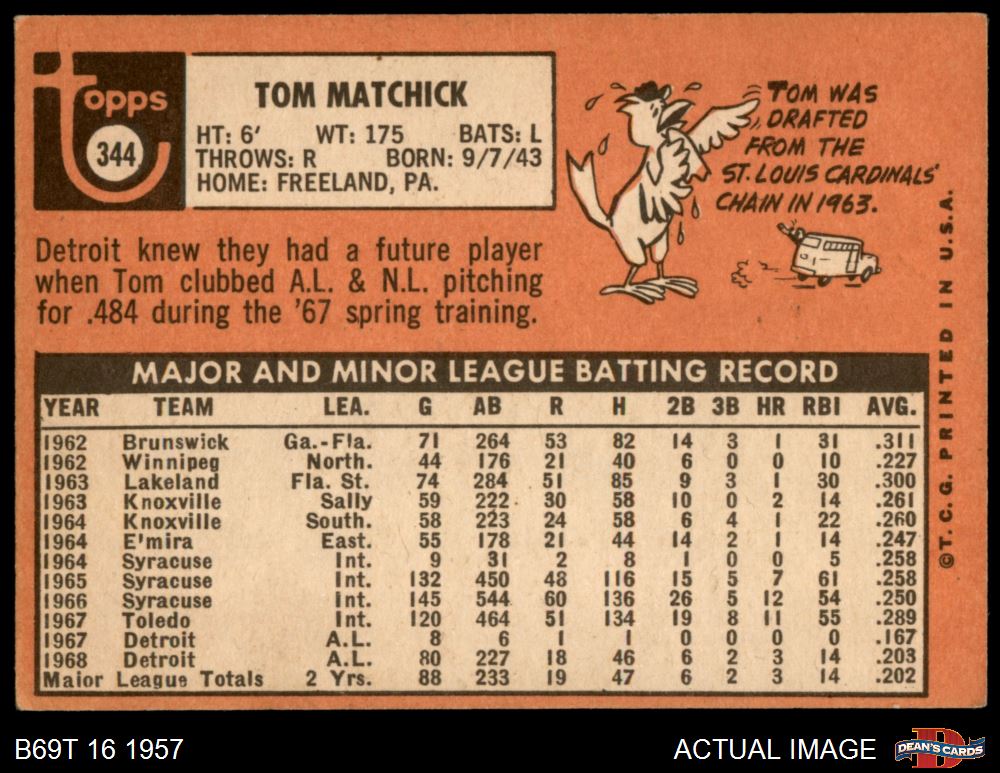 topps
344
TOM MATCHICK
HT: 6' WT: 175 BATS: L
THROWS: R BORN: 9/7/43
HOME: FREELAND, PA.
TOM WAS
DRAFTED
FROM THE
ST. LOUIS CARDINALS'
CHAIN IN 1963.
Detroit knew they had a future player
when Tom clubbed A.L. & N.L. pitching
for .484 during the '67 spring training.
MAJOR AND MINOR LEAGUE BATTING RECORD
YEAR TEAM LEA. G AB R H 2B 3B HR RBI AVG.
1962 Brunswick Ga.-Fla. 71 264 53 82 14 3 1 31 .311
1962 Winnipeg North. 44 176 21 40 6 0 0 10 .227
1963 Lakeland Fla. St. 74 284 51 85 9 3 1 30 .300
1963 Knoxville Sally 59 222 30 58 10 0 2 14 .261
1964 Knoxville South. 58 223 24 58 6 4 1 22 .260
1964 E'mira East. 55 178 21 44 14 2 1 14 .247
1964 Syracuse Int. 9 31 2 8 1 0 0 5 .258
1965 Syracuse Int. 132 450 48 116 15 5 7 61 .258
1966 Syracuse Int. 145 544 60 136 26 5 12 54 .250
1967 Toledo Int. 120 464 51 134 19 8 11 55 .289
1967 Detroit A.L. 8 6 1 1 0 0 0 0 .167
1968 Detroit A.L. 80 227 18 46 6 2 3 14 .203
Major League Totals 2 Yrs. 88 233 19 47 6 2 3 14 .202
©T. C. G. PRINTED IN U.S.A.
B69T 16 1957
ACTUAL IMAGE
D
DEAN'S CARDS